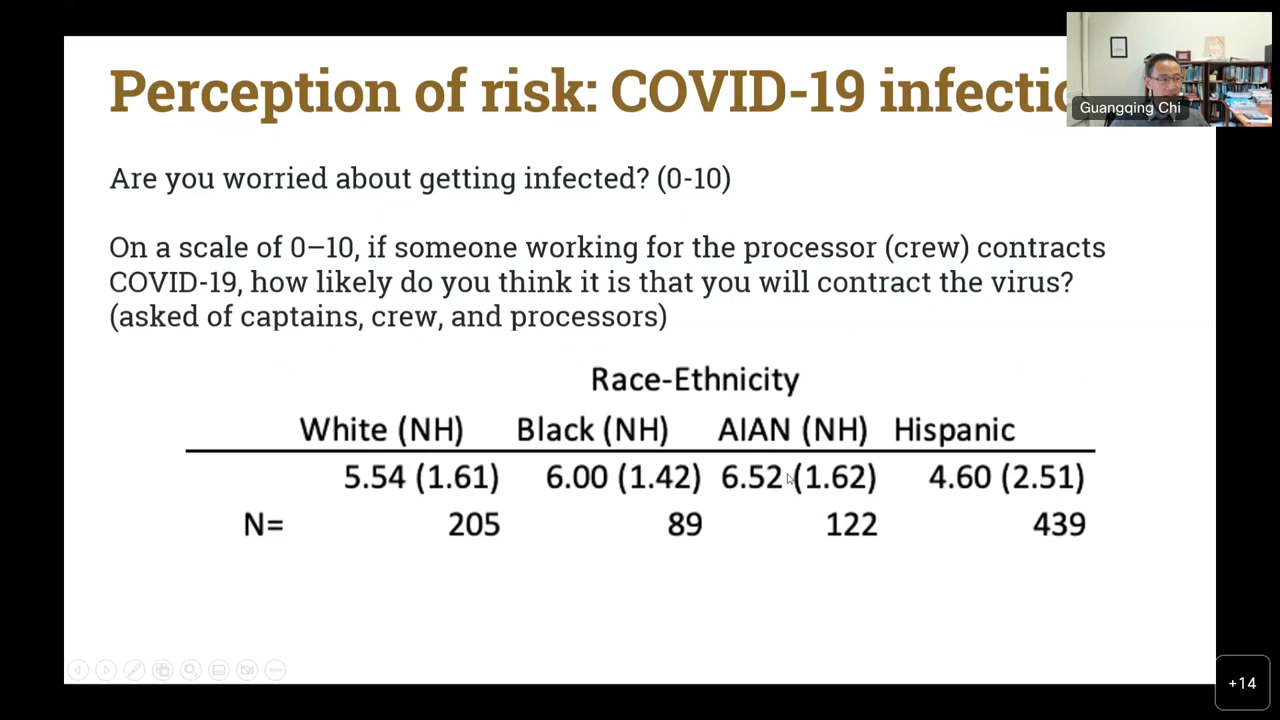 Perception of risk: COVID-19 infectio
Guangqing Chi
Are you worried about getting infected? (0-10)
On a scale of 0–10, if someone working for the processor (crew) contracts
COVID-19, how likely do you think it is that you will contract the virus?
(asked of captains, crew, and processors)
Race-Ethnicity
White (NH) Black (NH) AIAN (NH) Hispanic
5.54 (1.61) 6.00 (1.42) 6.52 (1.62) 4.60 (2.51)
N= 205 89 122 439
+14